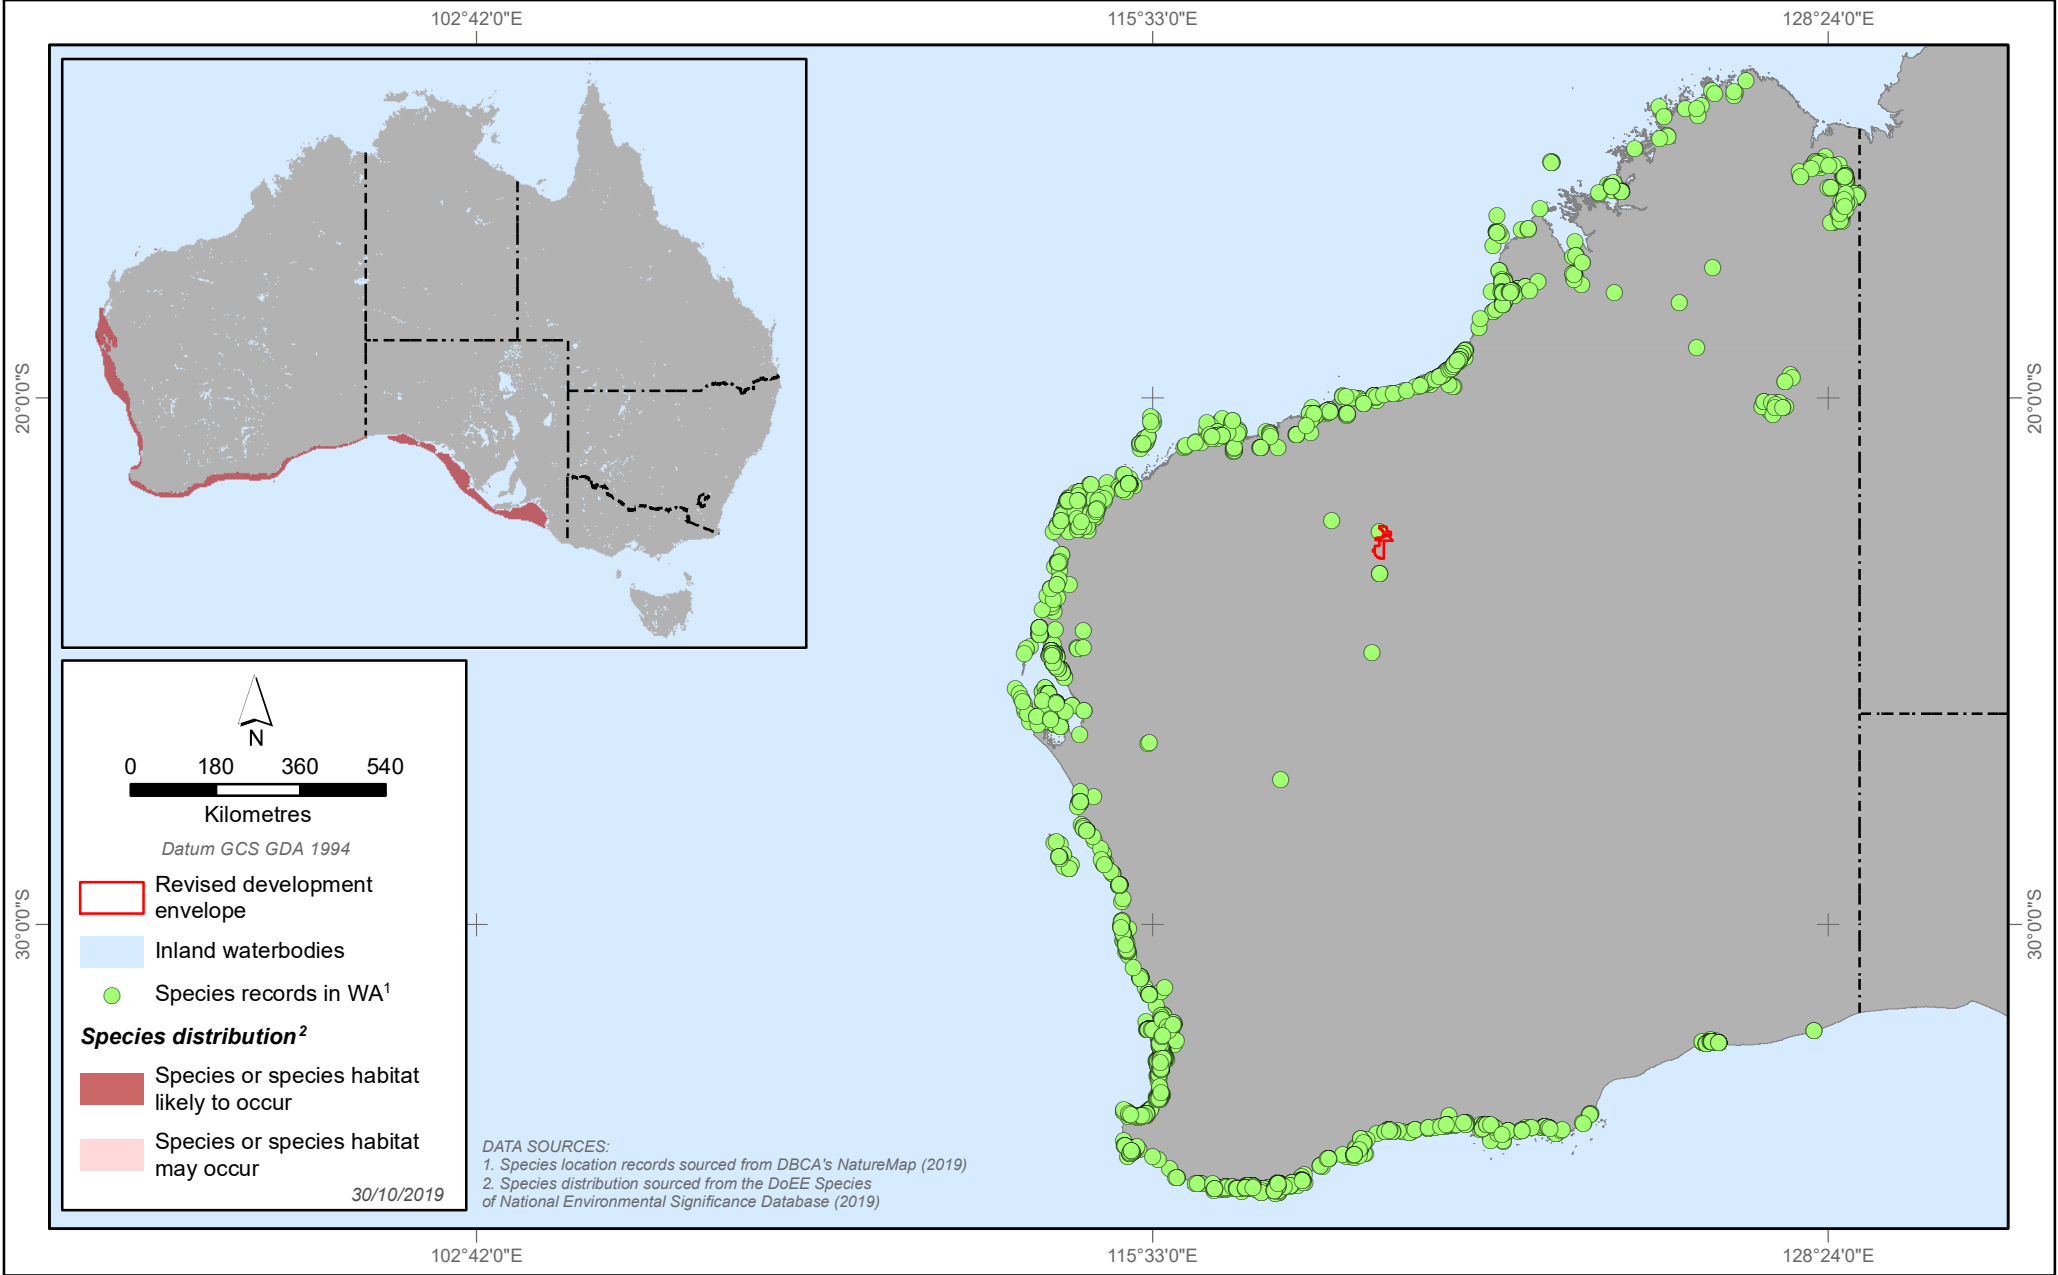 102°42'0"E
115°33'0"E
128°24'0"E
20°0'0"S
20°0'0"S
N
0 180 360 540
Kilometres
Datum GCS GDA 1994
Revised development
envelope
Inland waterbodies
Species records in WA1
Species distribution2
Species or species habitat
likely to occur
Species or species habitat
may occur
30/10/2019
30°0'0"S
30°0'0"S
DATA SOURCES:
1. Species location records sourced from DBCA's NatureMap (2019)
2. Species distribution sourced from the DoEE Species
of National Environmental Significance Database (2019)
102°42'0"E
115°33'0"E
128°24'0"E